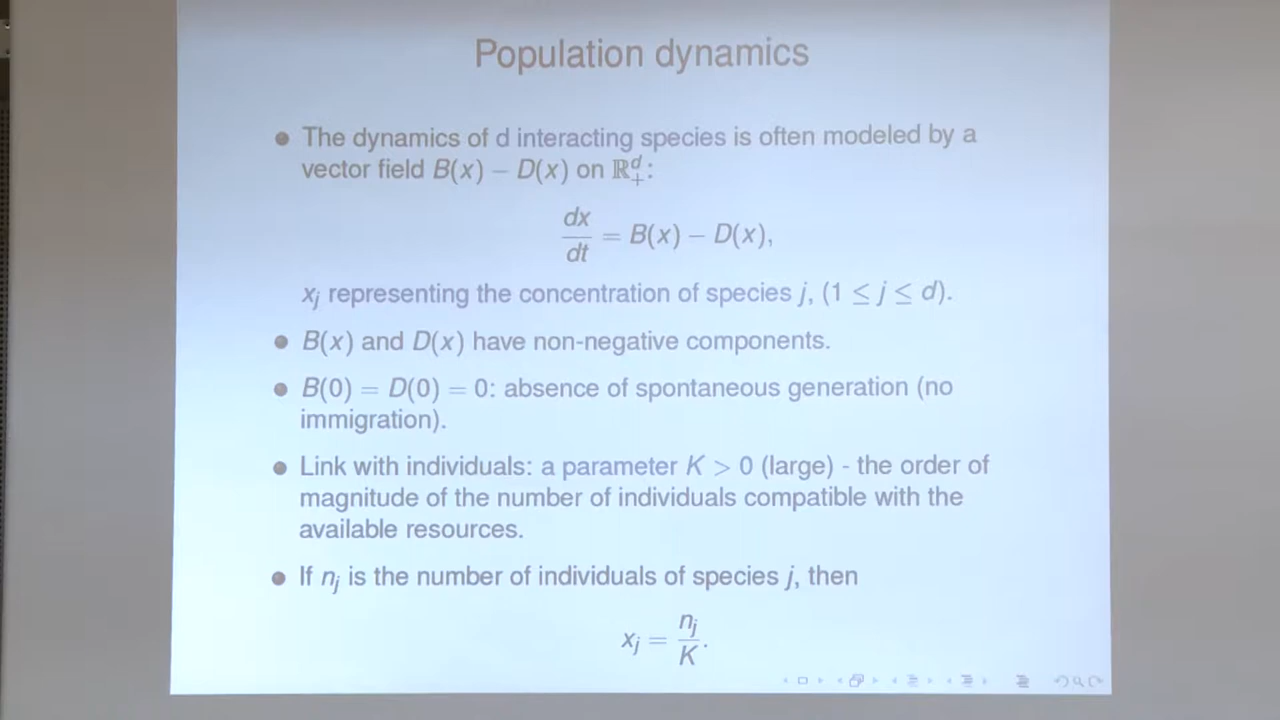 Population dynamics
• The dynamics of d interacting species is often modeled by a
vector field B(x) − D(x) on ℝ₊ᵈ:
dx/dt = B(x) − D(x),
xⱼ representing the concentration of species j, (1 ≤ j ≤ d).
• B(x) and D(x) have non-negative components.
• B(0) = D(0) = 0: absence of spontaneous generation (no
immigration).
• Link with individuals: a parameter K > 0 (large) - the order of
magnitude of the number of individuals compatible with the
available resources.
• If nⱼ is the number of individuals of species j, then
xⱼ = nⱼ/K.